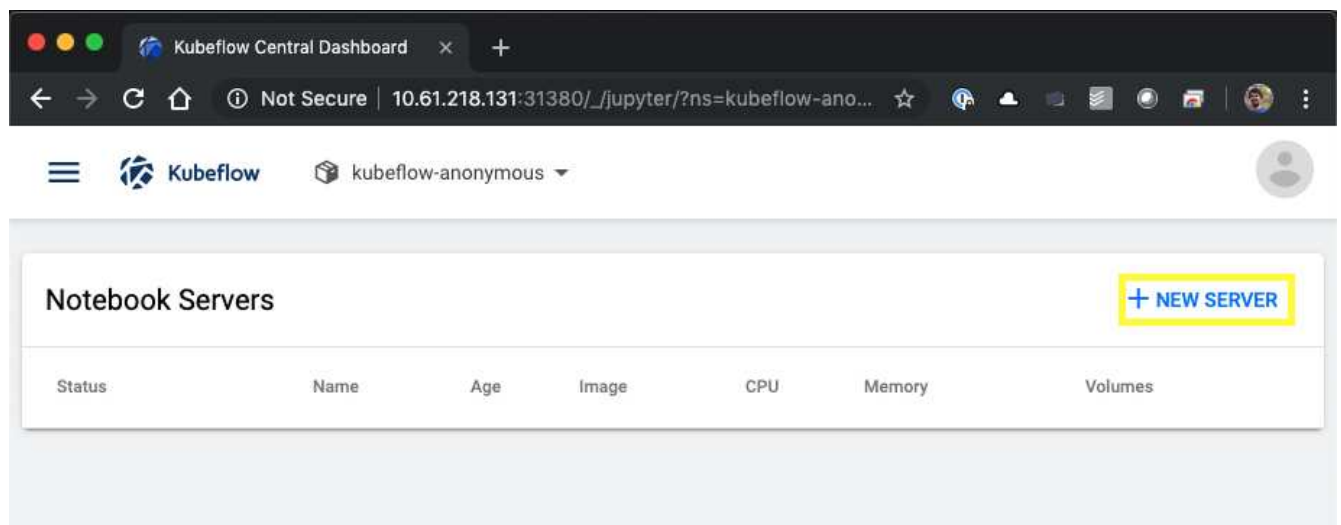 Kubeflow Central Dashboard
Not Secure | 10.61.218.131:31380/_/jupyter/?ns=kubeflow-ano...
Kubeflow kubeflow-anonymous
Notebook Servers
+ NEW SERVER
Status Name Age Image CPU Memory Volumes